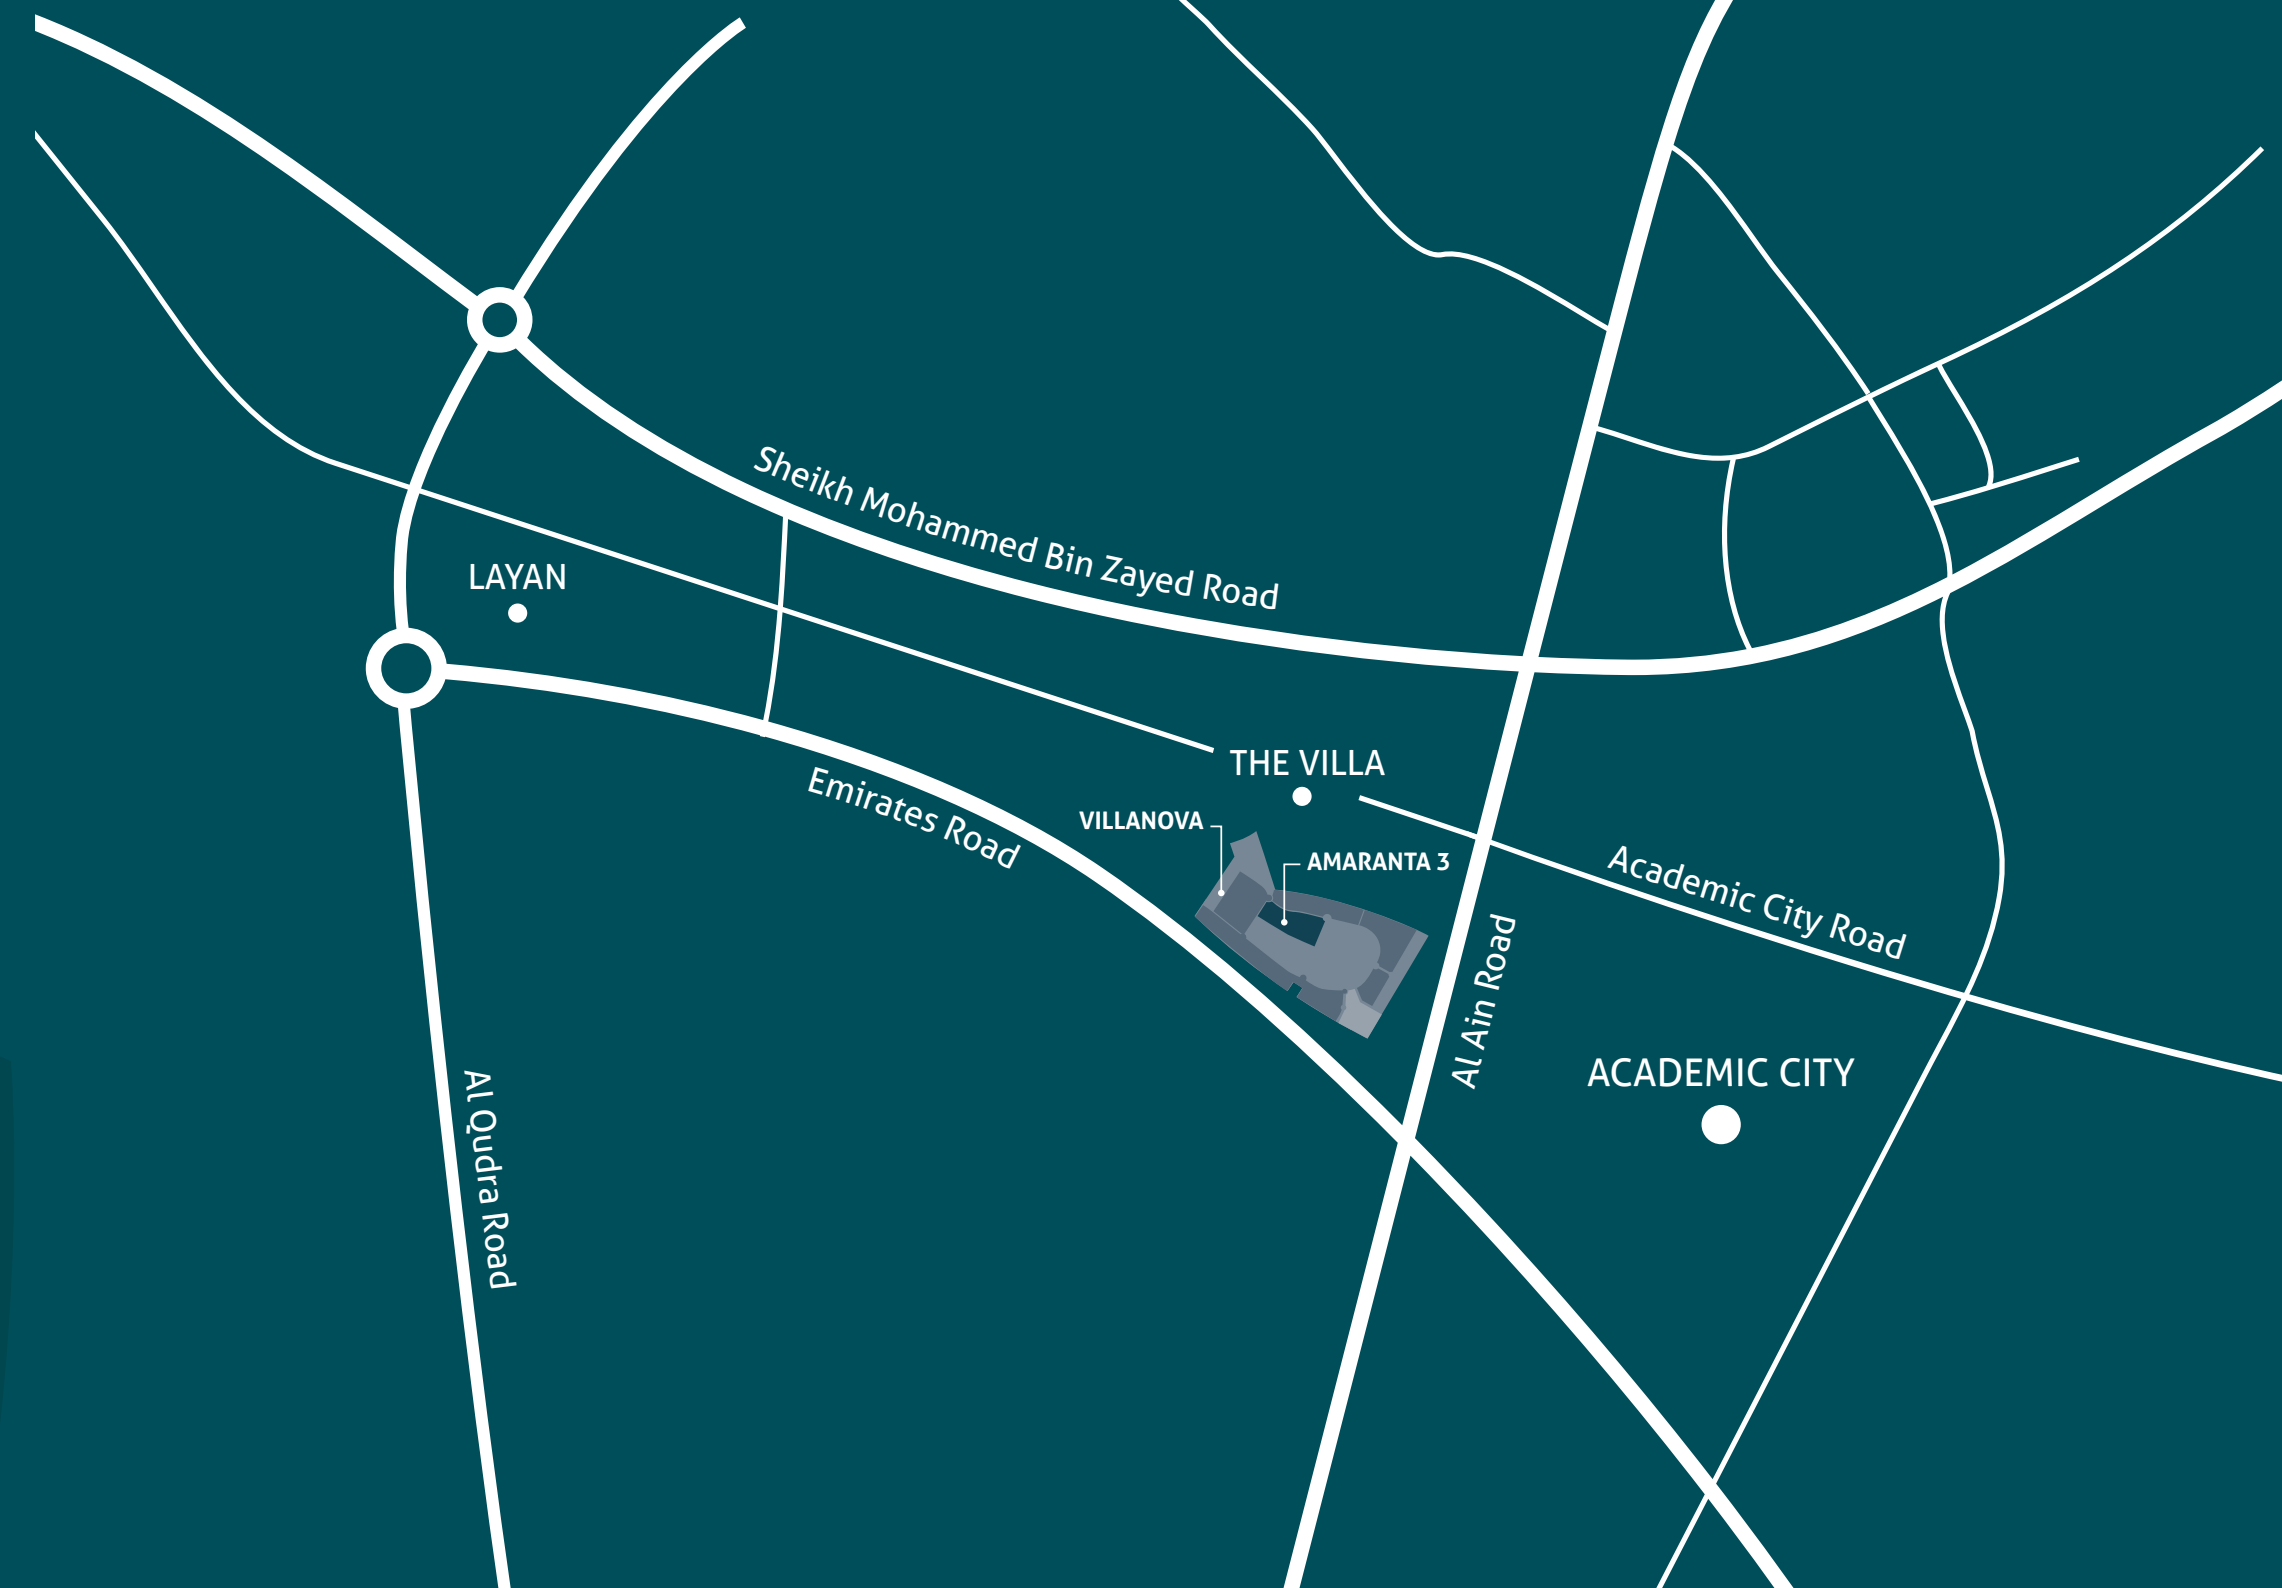 Sheikh Mohammed Bin Zayed Road
LAYAN
THE VILLA
Emirates Road
VILLANOVA
AMARANTA 3
Academic City Road
Al Ain Road
ACADEMIC CITY
Al Qudra Road